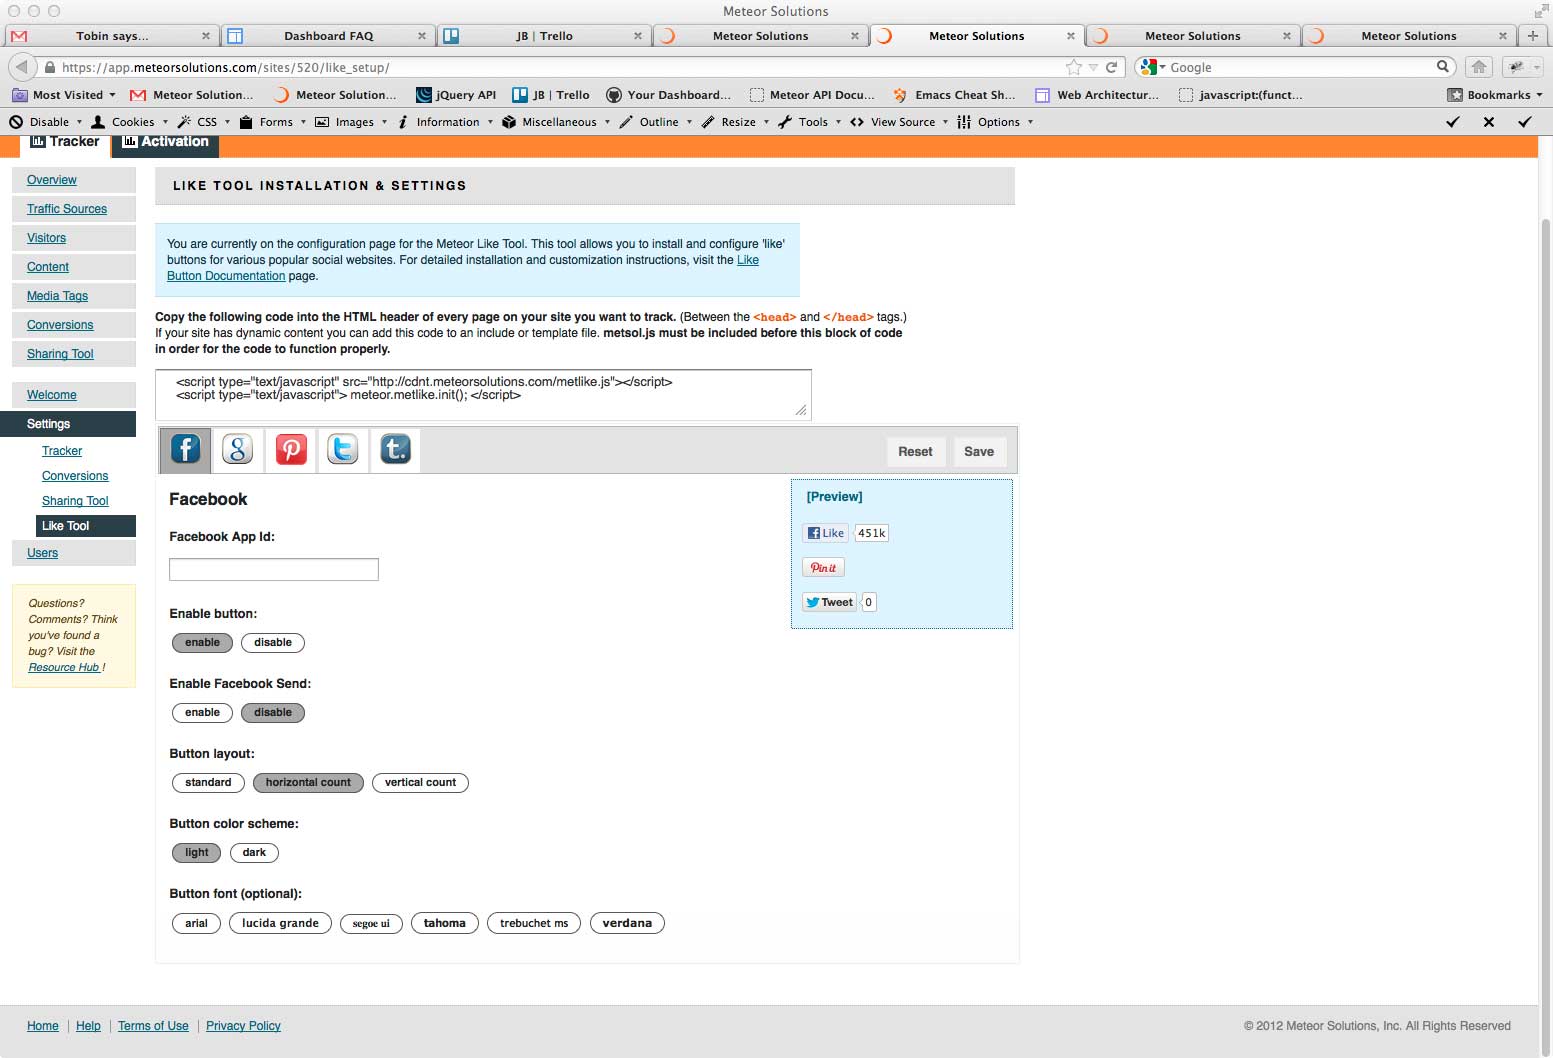 Meteor Solutions
Tobin says...
Dashboard FAQ
JB | Trello
Meteor Solutions
Meteor Solutions
Meteor Solutions
Meteor Solutions
https://app.meteorsolutions.com/sites/520/like_setup/
Google
Most Visited
Meteor Solution...
Meteor Solution...
jQuery API
JB | Trello
Your Dashboard...
Meteor API Docu...
Emacs Cheat Sh...
Web Architectur...
javascript:(funct...
Bookmarks
Disable
Cookies
CSS
Forms
Images
Information
Miscellaneous
Outline
Resize
Tools
View Source
Options
Tracker
Activation
Overview
Traffic Sources
Visitors
Content
Media Tags
Conversions
Sharing Tool
Welcome
Settings
Tracker
Conversions
Sharing Tool
Like Tool
Users
Questions?
Comments? Think
you've found a
bug? Visit the
Resource Hub !
LIKE TOOL INSTALLATION & SETTINGS
You are currently on the configuration page for the Meteor Like Tool. This tool allows you to install and configure 'like'
buttons for various popular social websites. For detailed installation and customization instructions, visit the Like
Button Documentation page.
Copy the following code into the HTML header of every page on your site you want to track. (Between the <head> and </head> tags.)
If your site has dynamic content you can add this code to an include or template file. metsol.js must be included before this block of code
in order for the code to function properly.
<script type="text/javascript" src="http://cdnt.meteorsolutions.com/metlike.js"></script>
<script type="text/javascript"> meteor.metlike.init(); </script>
f
g
t
t.
Reset
Save
Facebook
Facebook App Id:
Enable button:
enable
disable
Enable Facebook Send:
enable
disable
Button layout:
standard
horizontal count
vertical count
Button color scheme:
light
dark
Button font (optional):
arial
lucida grande
segoe ui
tahoma
trebuchet ms
verdana
[Preview]
Like
451k
Pin it
Tweet
0
Home
Help
Terms of Use
Privacy Policy
© 2012 Meteor Solutions, Inc. All Rights Reserved